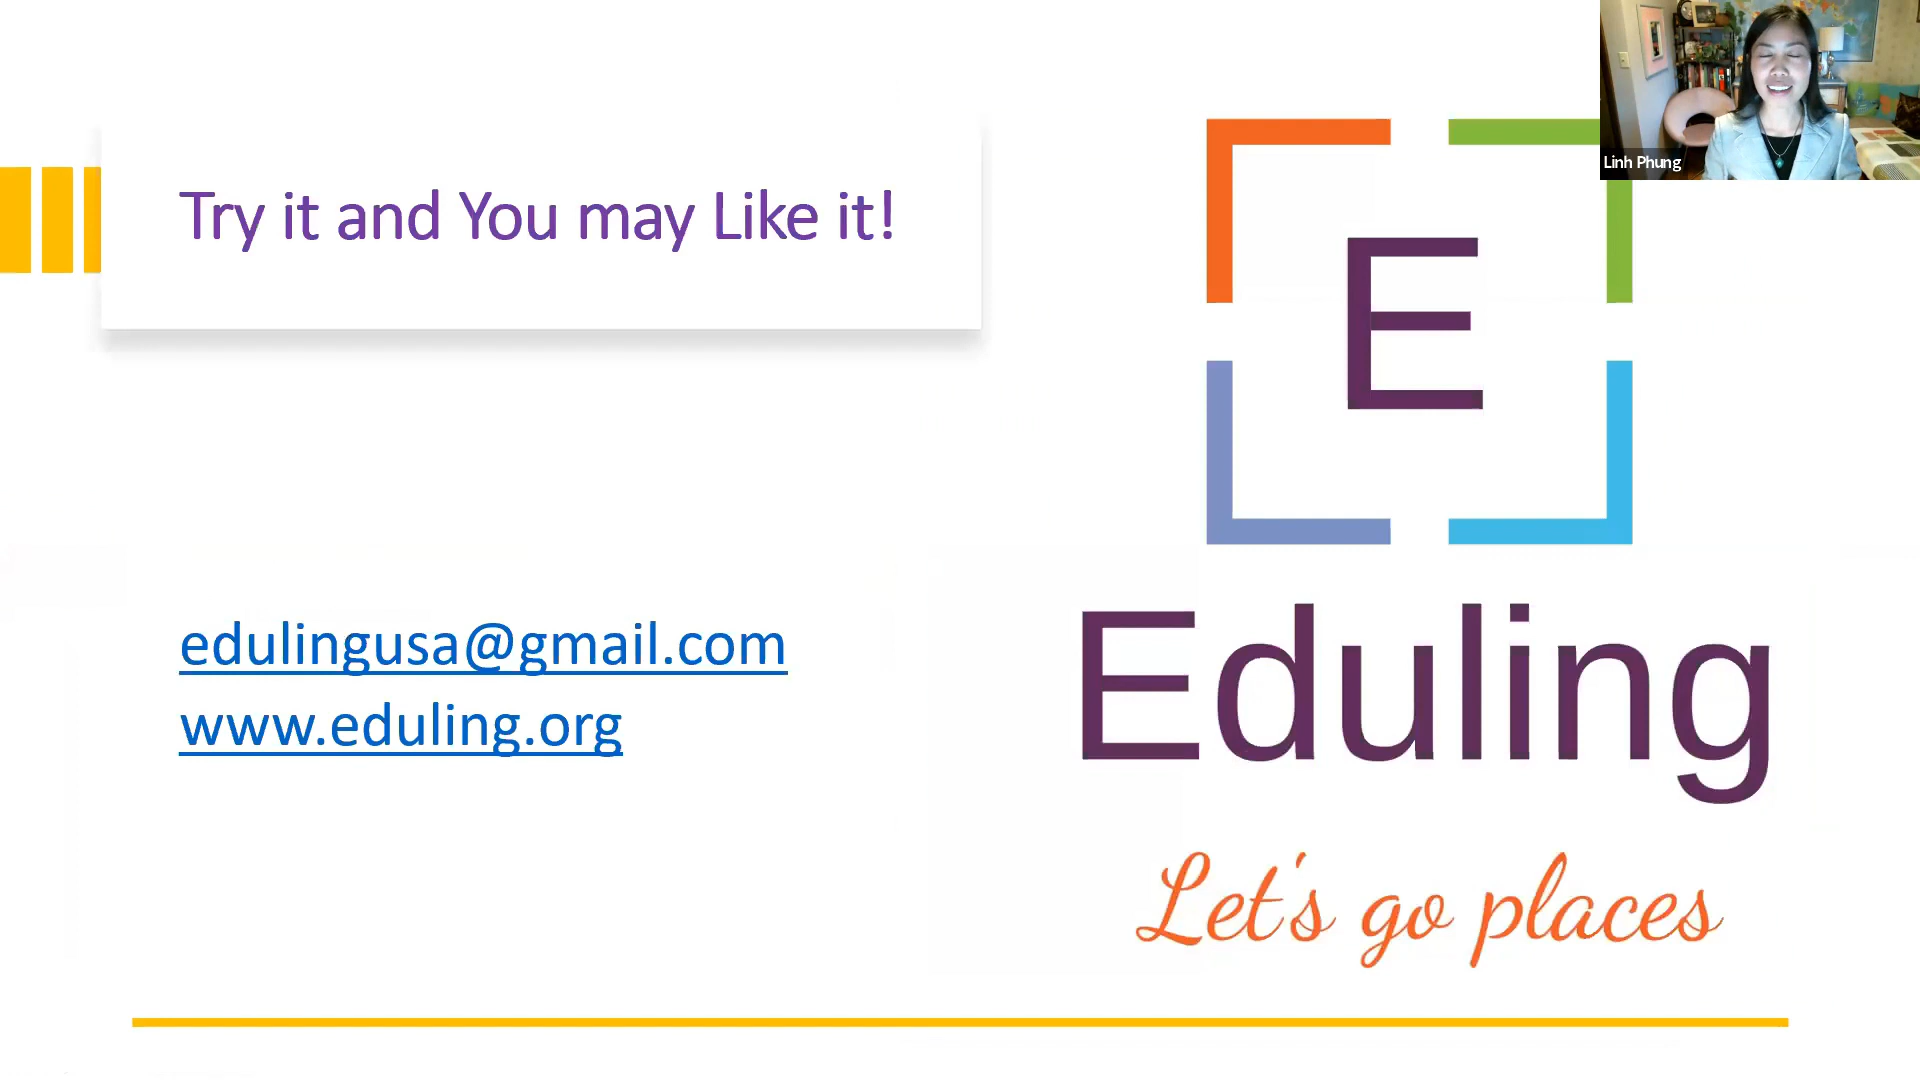 Linh Phung
Try it and You may Like it!
E
edulingusa@gmail.com
www.eduling.org
Eduling
Let's go places